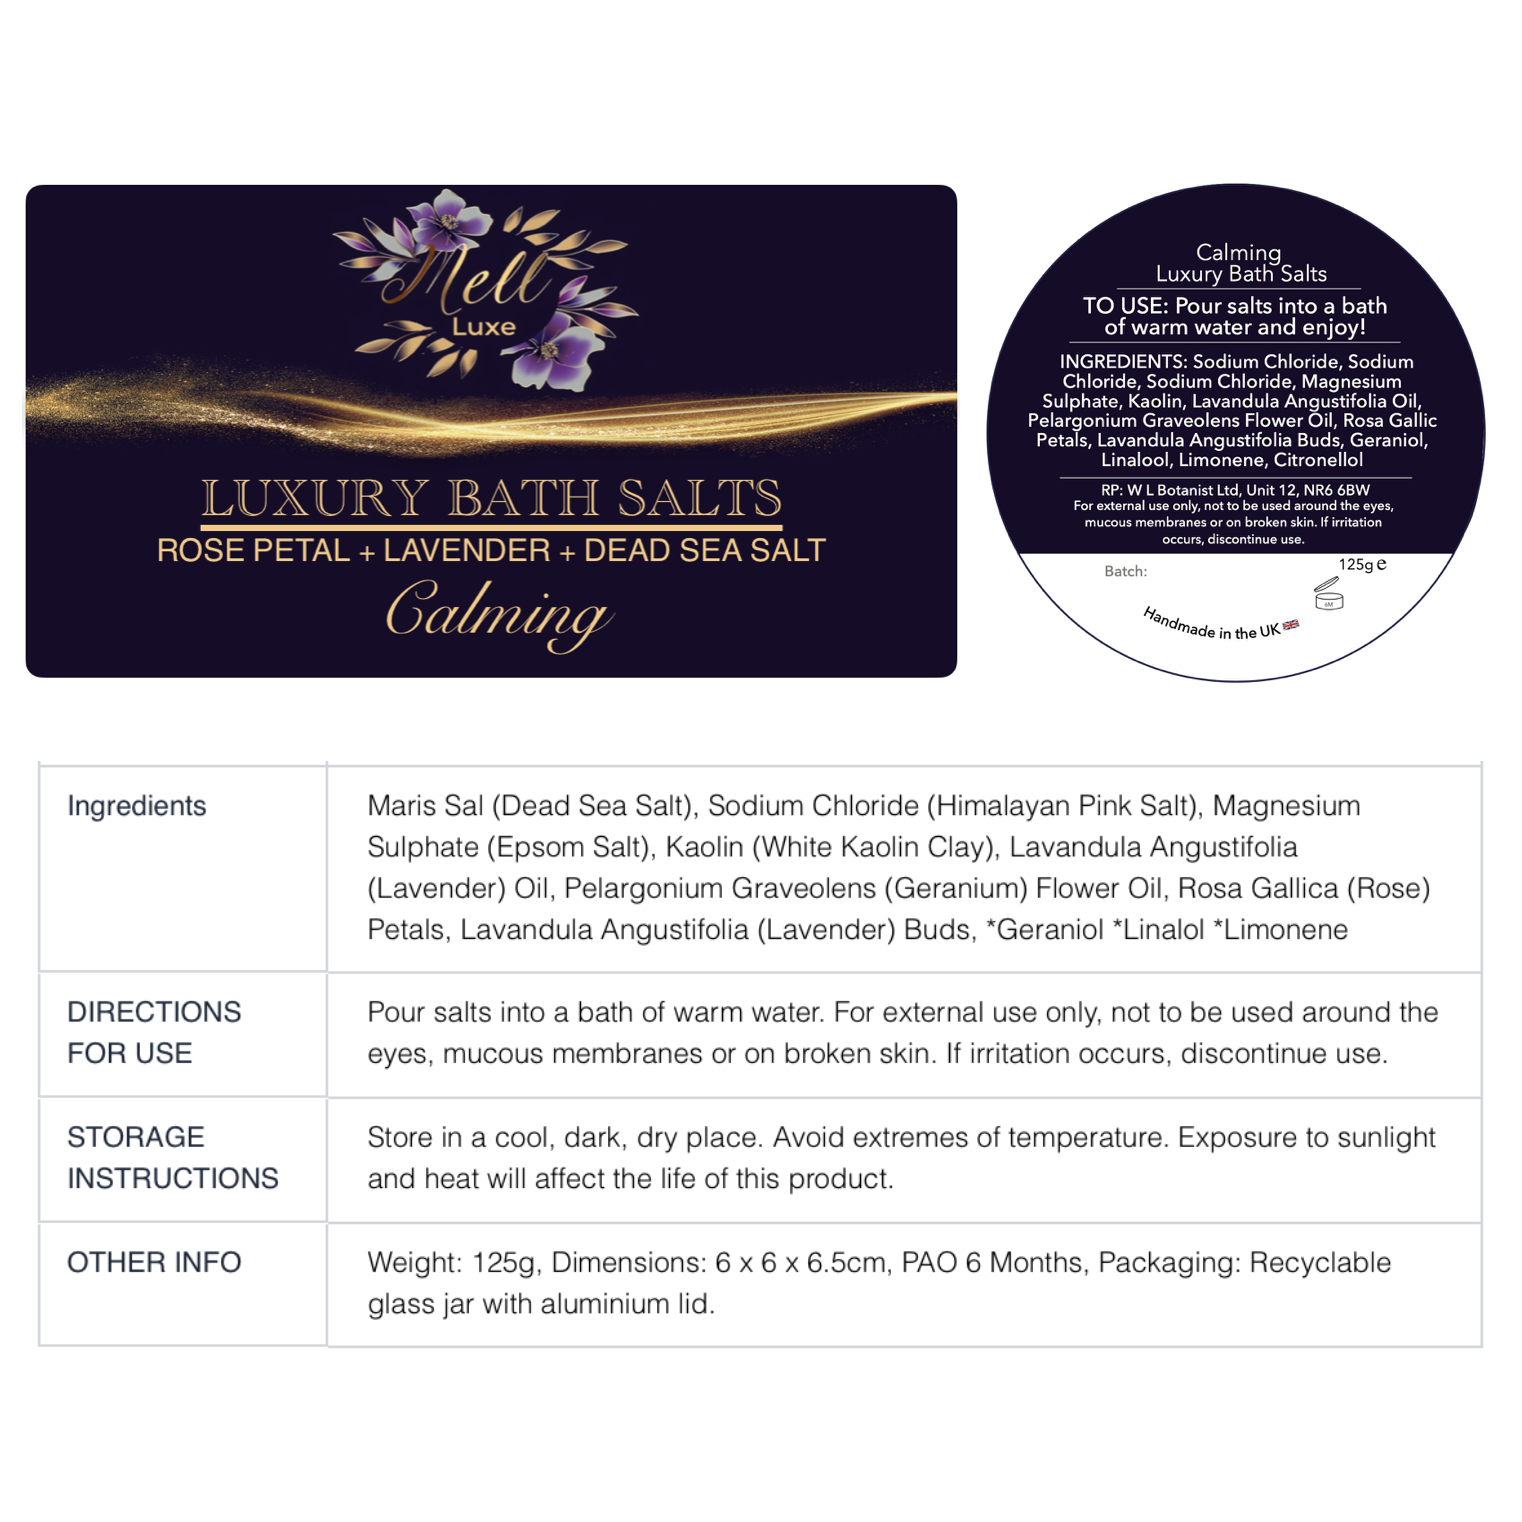 Mell
Luxe
LUXURY BATH SALTS
ROSE PETAL + LAVENDER + DEAD SEA SALT
Calming
Calming
Luxury Bath Salts
TO USE: Pour salts into a bath
of warm water and enjoy!
INGREDIENTS: Sodium Chloride, Sodium
Chloride, Sodium Chloride, Magnesium
Sulphate, Kaolin, Lavandula Angustifolia Oil,
Pelargonium Graveolens Flower Oil, Rosa Gallic
Petals, Lavandula Angustifolia Buds, Geraniol,
Linalool, Limonene, Citronellol
RP: W L Botanist Ltd, Unit 12, NR6 6BW
For external use only, not to be used around the eyes,
mucous membranes or on broken skin. If irritation
occurs, discontinue use.
Batch:
125g e
6M
Handmade in the UK
Ingredients
Maris Sal (Dead Sea Salt), Sodium Chloride (Himalayan Pink Salt), Magnesium
Sulphate (Epsom Salt), Kaolin (White Kaolin Clay), Lavandula Angustifolia
(Lavender) Oil, Pelargonium Graveolens (Geranium) Flower Oil, Rosa Gallica (Rose)
Petals, Lavandula Angustifolia (Lavender) Buds, *Geraniol *Linalol *Limonene
DIRECTIONS
FOR USE
Pour salts into a bath of warm water. For external use only, not to be used around the
eyes, mucous membranes or on broken skin. If irritation occurs, discontinue use.
STORAGE
INSTRUCTIONS
Store in a cool, dark, dry place. Avoid extremes of temperature. Exposure to sunlight
and heat will affect the life of this product.
OTHER INFO
Weight: 125g, Dimensions: 6 x 6 x 6.5cm, PAO 6 Months, Packaging: Recyclable
glass jar with aluminium lid.